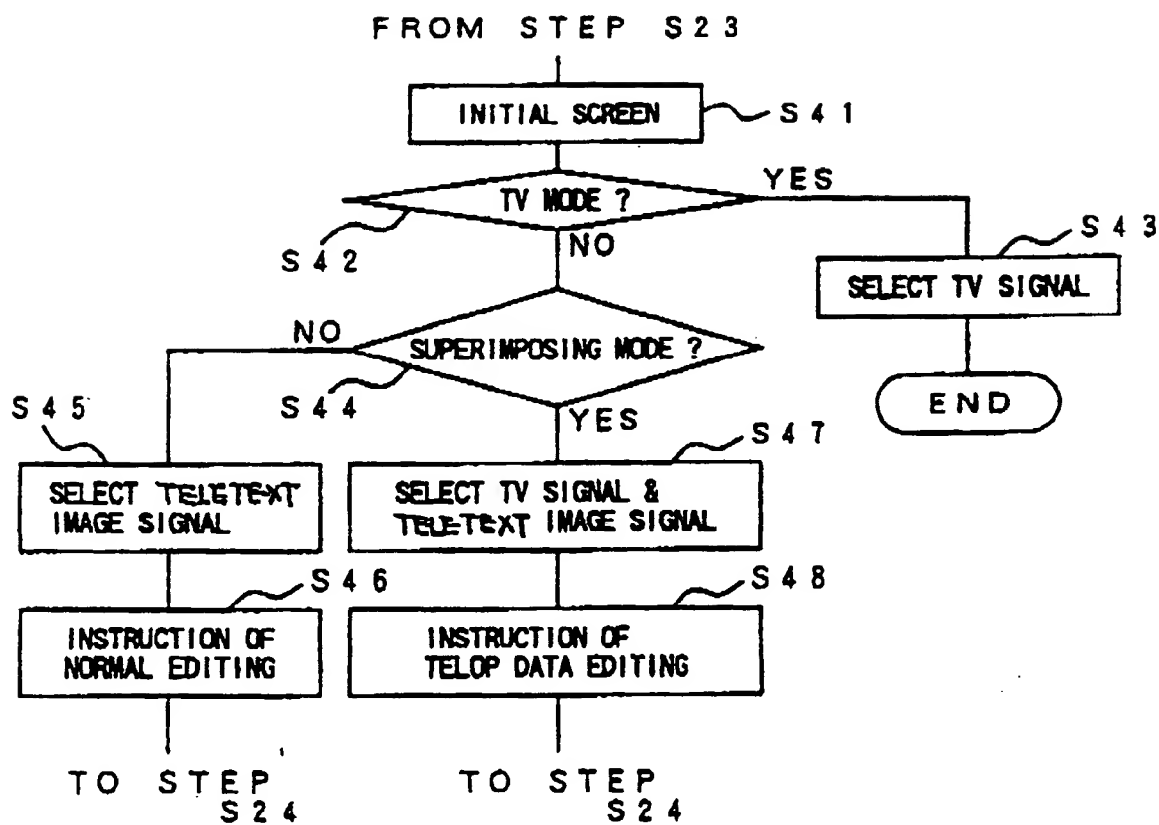 FROM STEP S23
INITIAL SCREEN
S41
TV MODE ?
YES
S42
NO
S43
SELECT TV SIGNAL
END
NO
SUPERIMPOSING MODE ?
S44
YES
S45
SELECT TELETEXT
IMAGE SIGNAL
S47
SELECT TV SIGNAL &
TELETEXT IMAGE SIGNAL
S46
INSTRUCTION OF
NORMAL EDITING
S48
INSTRUCTION OF
TELOP DATA EDITING
TO STEP
S24
TO STEP
S24